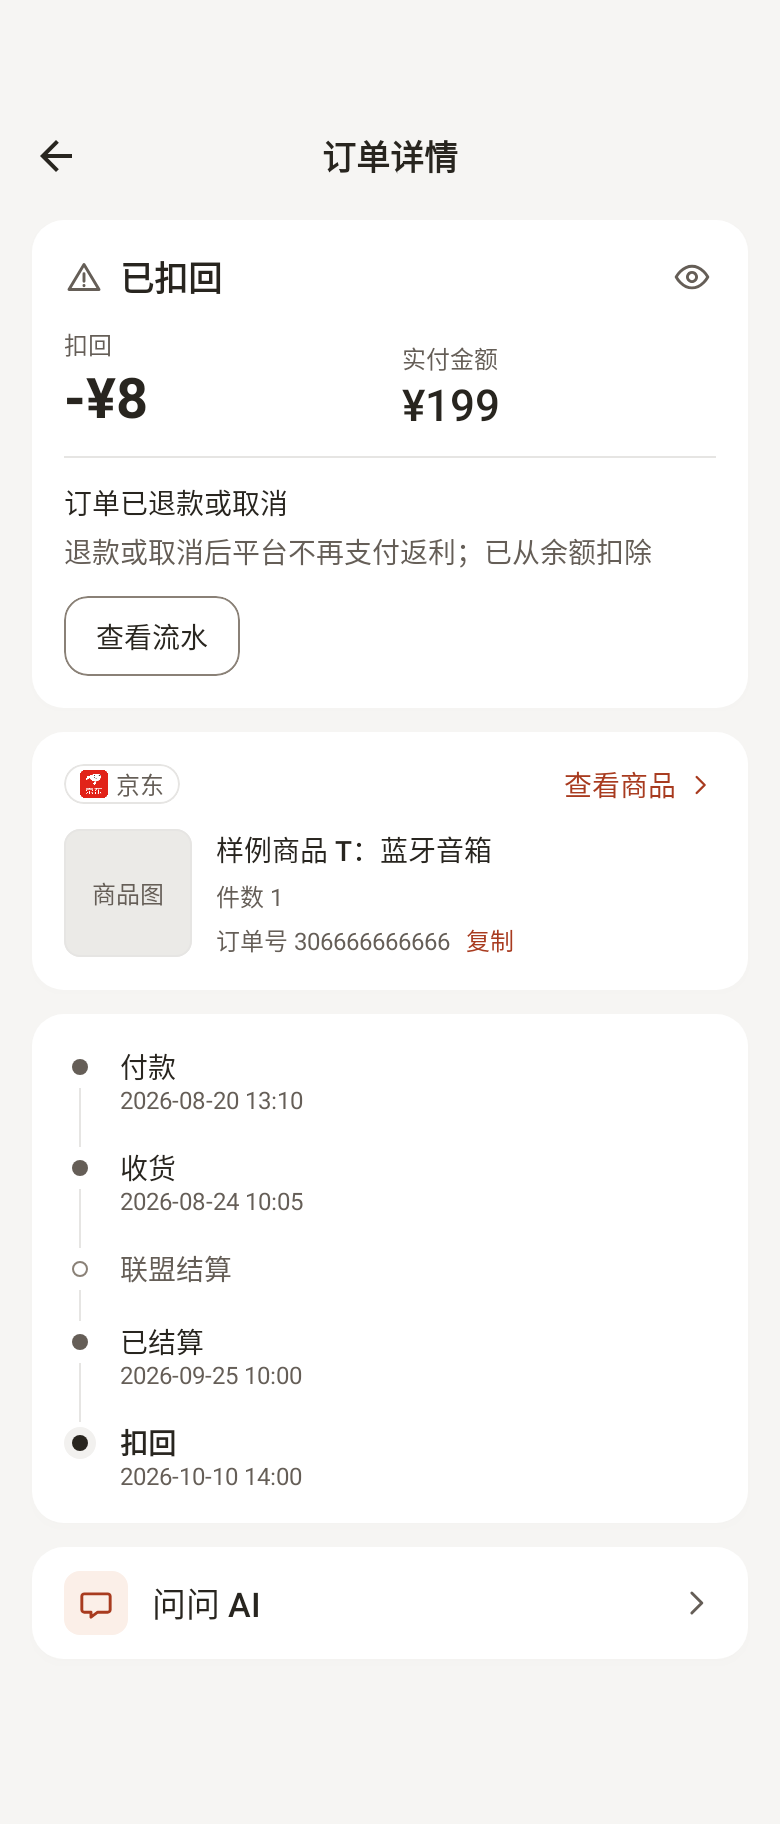 订单详情
已扣回
扣回
-¥8
实付金额
¥199
订单已退款或取消
退款或取消后平台不再支付返利；已从余额扣除
查看流水
京东
查看商品
商品图
样例商品 T：蓝牙音箱
件数 1
订单号 306666666666 复制
付款
2026-08-20 13:10
收货
2026-08-24 10:05
联盟结算
已结算
2026-09-25 10:00
扣回
2026-10-10 14:00
问问 AI